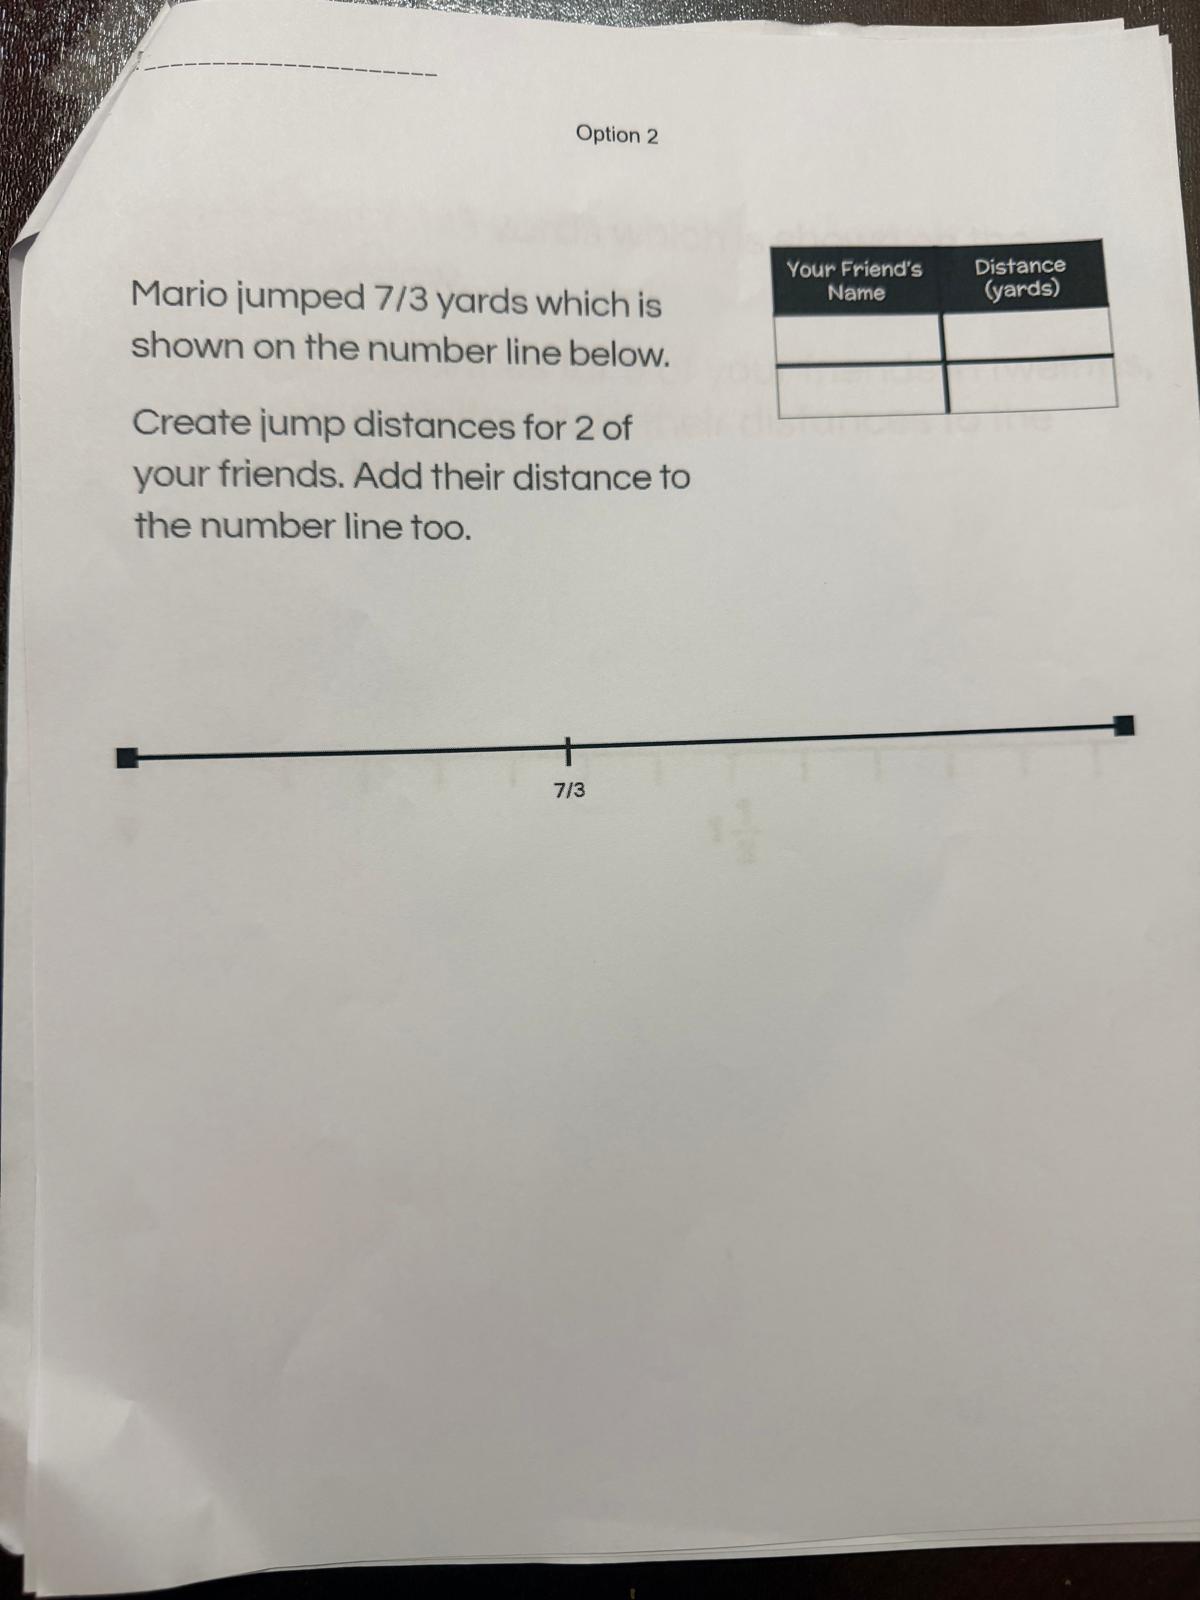 Option 2
Mario jumped 7/3 yards which is
shown on the number line below.
Create jump distances for 2 of
your friends. Add their distance to
the number line too.
Your Friend's
Name
Distance
(yards)
7/3